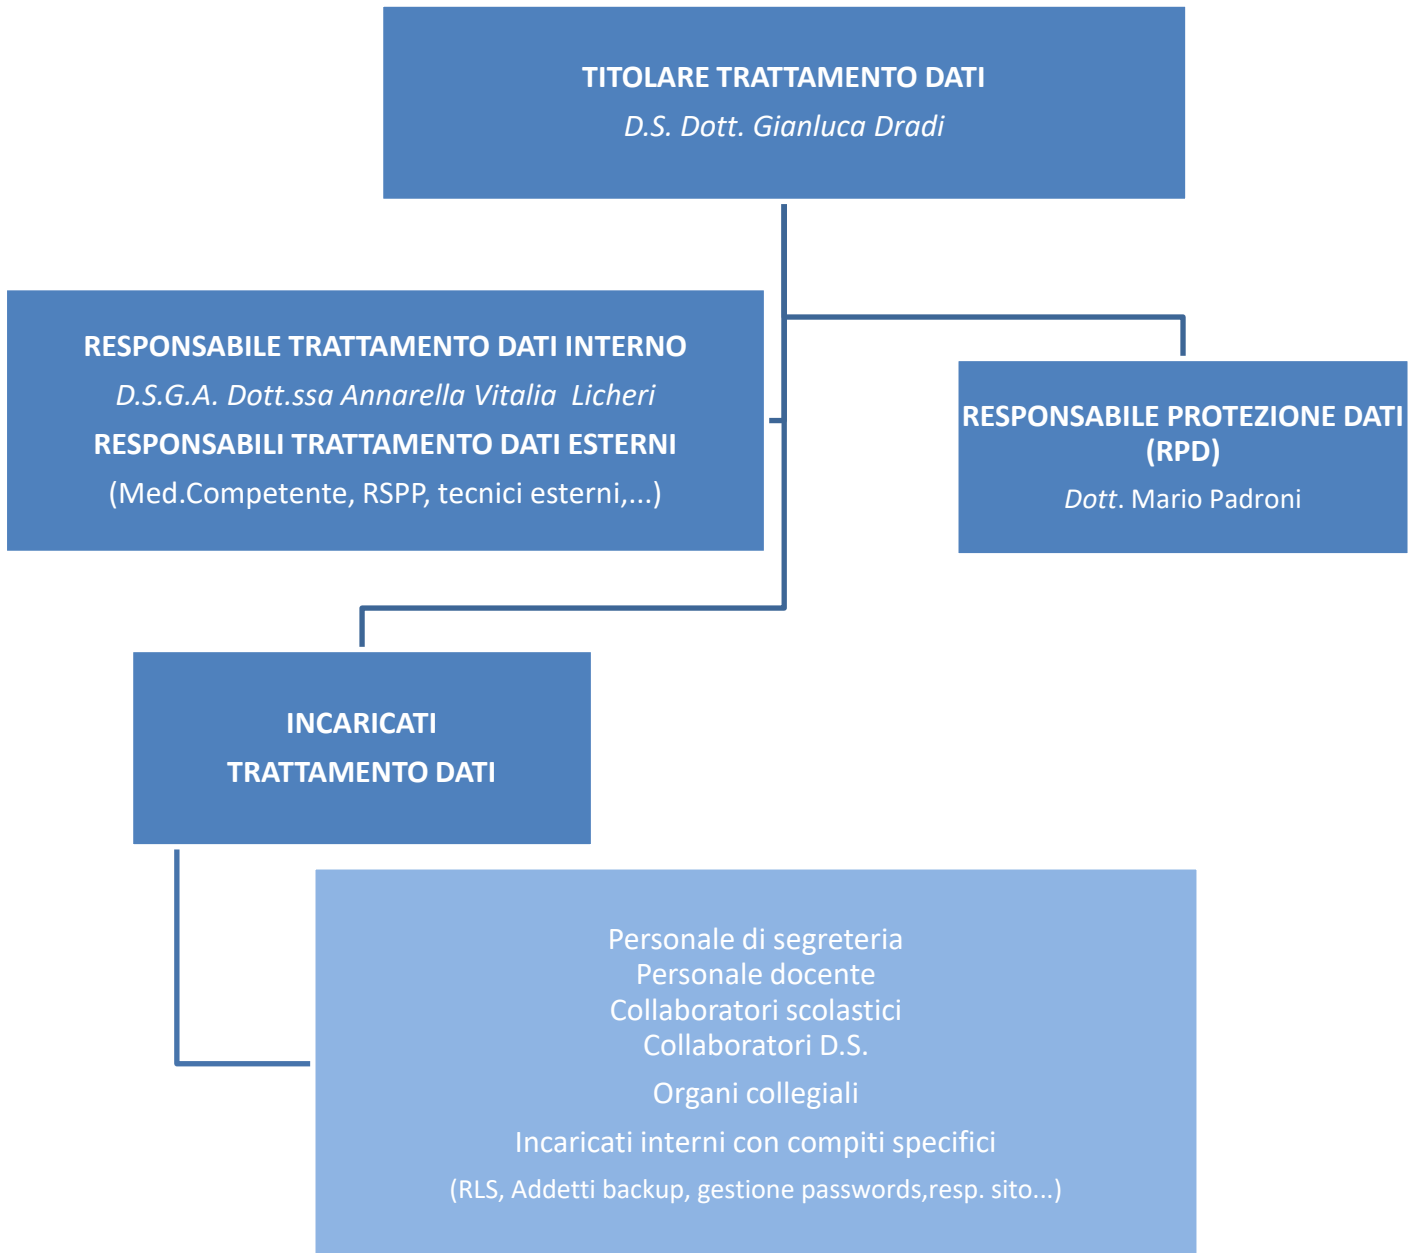 TITOLARE TRATTAMENTO DATI
D.S. Dott. Gianluca Dradi
RESPONSABILE TRATTAMENTO DATI INTERNO
D.S.G.A. Dott.ssa Annarella Vitalia  Licheri
RESPONSABILI TRATTAMENTO DATI ESTERNI
(Med.Competente, RSPP, tecnici esterni,...)
RESPONSABILE PROTEZIONE DATI
(RPD)
Dott. Mario Padroni
INCARICATI
TRATTAMENTO DATI
Personale di segreteria
Personale docente
Collaboratori scolastici
Collaboratori D.S.
Organi collegiali
Incaricati interni con compiti specifici
(RLS, Addetti backup, gestione passwords,resp. sito...)